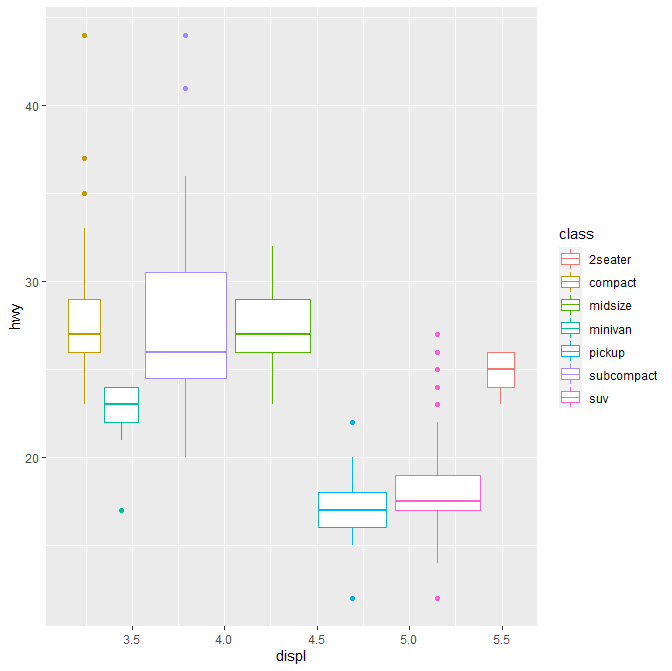 hwy
40
30
20
3.5 4.0 4.5 5.0 5.5
displ
class
2seater
compact
midsize
minivan
pickup
subcompact
suv